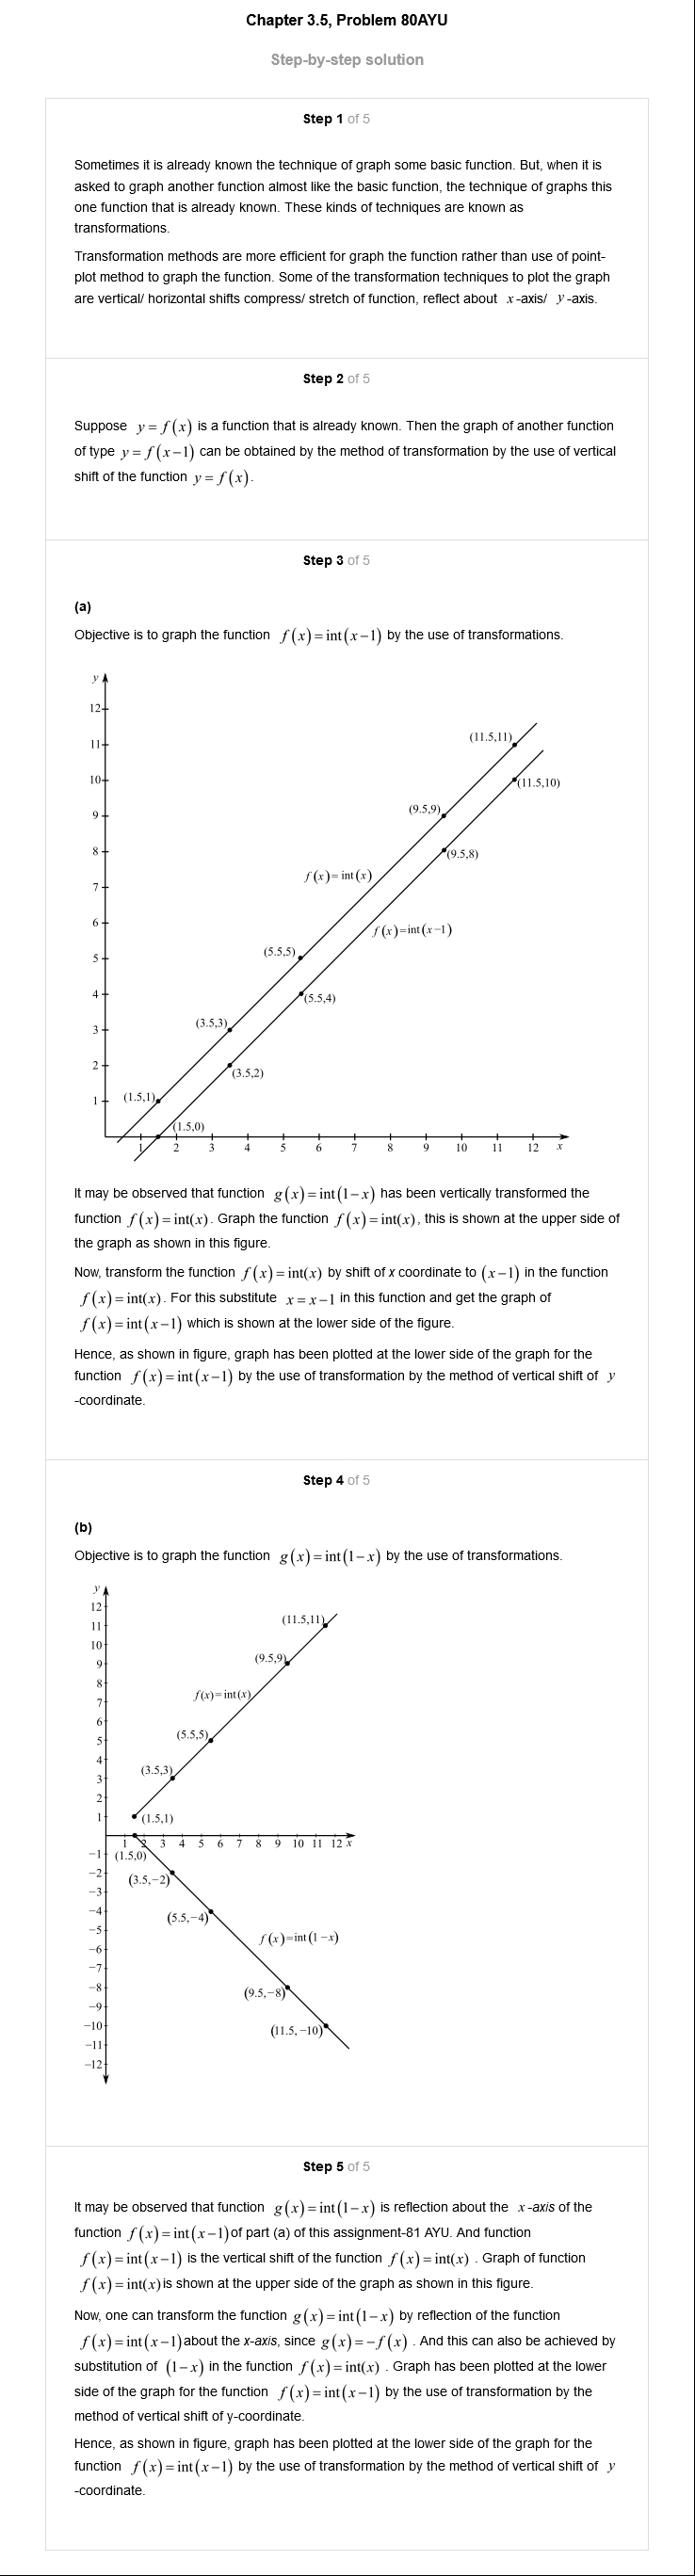 Chapter 3.5, Problem 80AYU
Step-by-step solution
Step 1 of 5
Sometimes it is already known the technique of graph some basic function. But, when it is
asked to graph another function almost like the basic function, the technique of graphs this
one function that is already known. These kinds of techniques are known as
transformations.
Transformation methods are more efficient for graph the function rather than use of point-
plot method to graph the function. Some of the transformation techniques to plot the graph
are vertical/ horizontal shifts compress/ stretch of function, reflect about x-axis/ y-axis.
Step 2 of 5
Suppose y = f(x) is a function that is already known. Then the graph of another function
of type y = f(x−1) can be obtained by the method of transformation by the use of vertical
shift of the function y = f(x).
Step 3 of 5
(a)
Objective is to graph the function f(x) = int(x−1) by the use of transformations.
y
12
11
10
9
8
7
6
5
4
3
2
1
(11.5,11)
(11.5,10)
(9.5,9)
(9.5,8)
f(x)=int(x)
f(x)=int(x−1)
(5.5,5)
(5.5,4)
(3.5,3)
(3.5,2)
(1.5,1)
(1.5,0)
1 2 3 4 5 6 7 8 9 10 11 12 x
It may be observed that function g(x) = int(1−x) has been vertically transformed the
function f(x) = int(x). Graph the function f(x) = int(x), this is shown at the upper side of
the graph as shown in this figure.
Now, transform the function f(x) = int(x) by shift of x coordinate to (x−1) in the function
f(x) = int(x). For this substitute x = x−1 in this function and get the graph of
f(x) = int(x−1) which is shown at the lower side of the figure.
Hence, as shown in figure, graph has been plotted at the lower side of the graph for the
function f(x) = int(x−1) by the use of transformation by the method of vertical shift of y
-coordinate.
Step 4 of 5
(b)
Objective is to graph the function g(x) = int(1−x) by the use of transformations.
y
12
11
10
9
8
7
6
5
4
3
2
1
(11.5,11)
(9.5,9)
f(x)=int(x)
(5.5,5)
(3.5,3)
(1.5,1)
1 2 3 4 5 6 7 8 9 10 11 12 x
−1
−2
−3
−4
−5
−6
−7
−8
−9
−10
−11
−12
(1.5,0)
(3.5,−2)
(5.5,−4)
f(x)=int(1−x)
(9.5,−8)
(11.5,−10)
Step 5 of 5
It may be observed that function g(x) = int(1−x) is reflection about the x-axis of the
function f(x) = int(x−1)of part (a) of this assignment-81 AYU. And function
f(x) = int(x−1) is the vertical shift of the function f(x) = int(x) . Graph of function
f(x) = int(x)is shown at the upper side of the graph as shown in this figure.
Now, one can transform the function g(x) = int(1−x) by reflection of the function
f(x) = int(x−1)about the x-axis, since g(x) = −f(x) . And this can also be achieved by
substitution of (1−x) in the function f(x) = int(x) . Graph has been plotted at the lower
side of the graph for the function f(x) = int(x−1) by the use of transformation by the
method of vertical shift of y-coordinate.
Hence, as shown in figure, graph has been plotted at the lower side of the graph for the
function f(x) = int(x−1) by the use of transformation by the method of vertical shift of y
-coordinate.